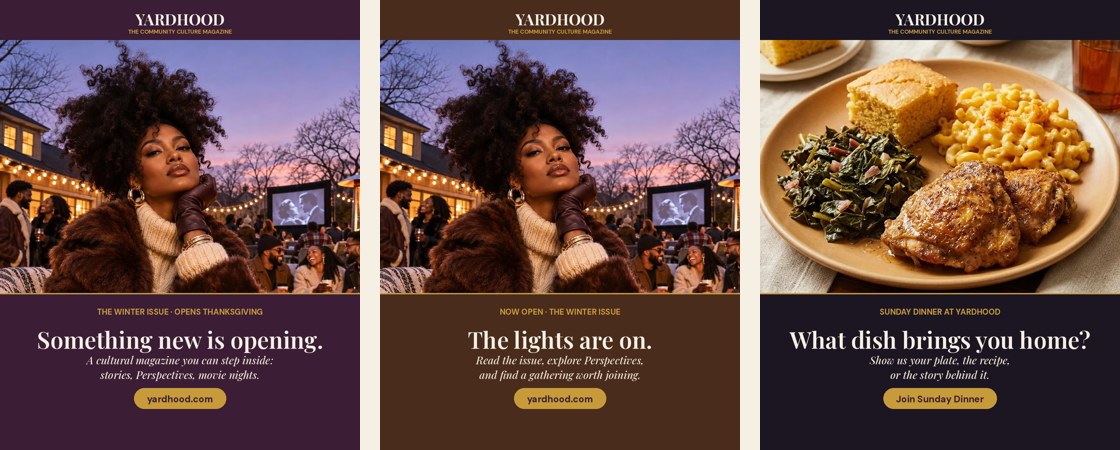 YARDHOOD
THE COMMUNITY CULTURE MAGAZINE
THE WINTER ISSUE · OPENS THANKSGIVING
Something new is opening.
A cultural magazine you can step inside:
stories, Perspectives, movie nights.
yardhood.com
YARDHOOD
THE COMMUNITY CULTURE MAGAZINE
NOW OPEN · THE WINTER ISSUE
The lights are on.
Read the issue, explore Perspectives,
and find a gathering worth joining.
yardhood.com
YARDHOOD
THE COMMUNITY CULTURE MAGAZINE
SUNDAY DINNER AT YARDHOOD
What dish brings you home?
Show us your plate, the recipe,
or the story behind it.
Join Sunday Dinner